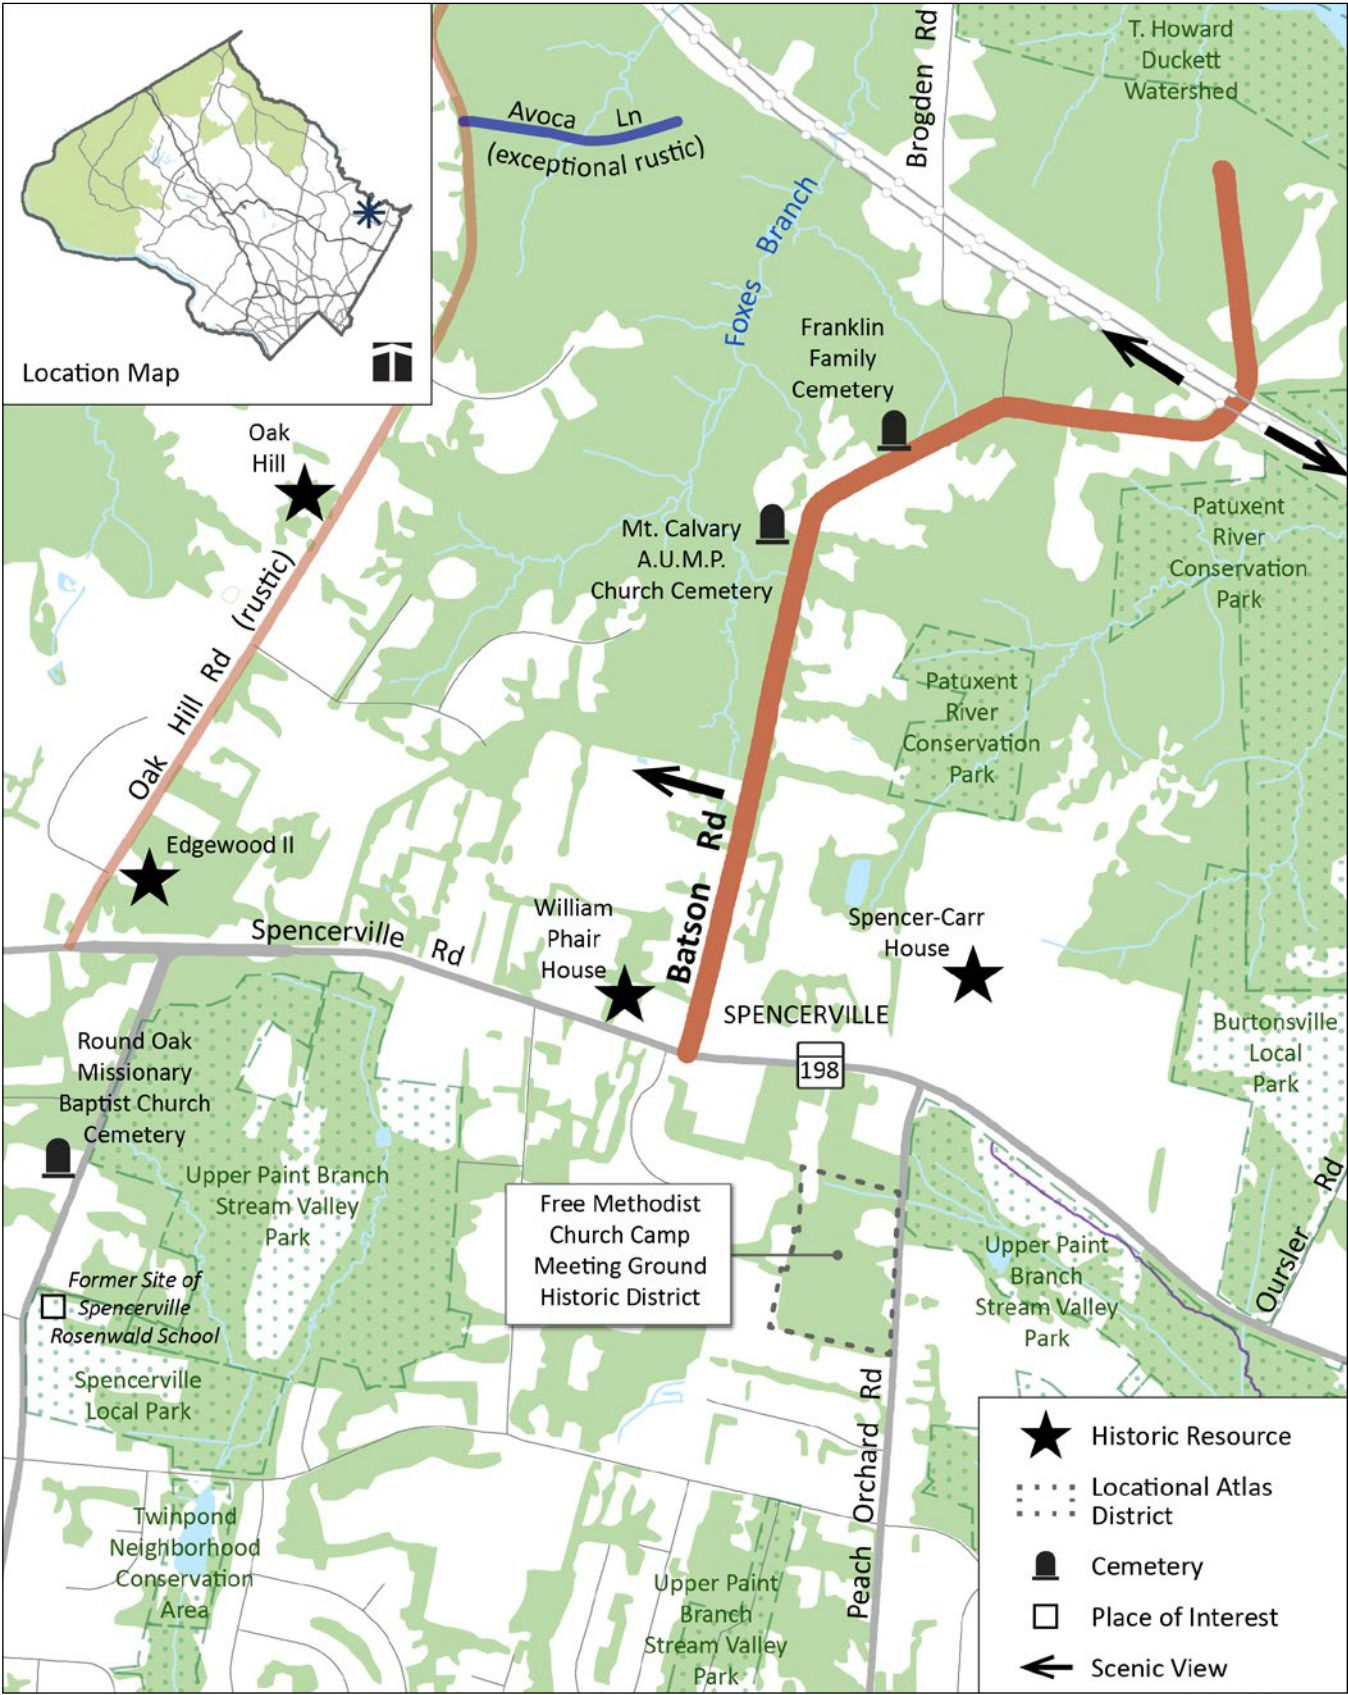 Location Map
T. Howard
Duckett
Watershed
Brogden Rd
Avoca Ln
(exceptional rustic)
Foxes Branch
Franklin
Family
Cemetery
Oak
Hill
Mt. Calvary
A.U.M.P.
Church Cemetery
Patuxent
River
Conservation
Park
Oak Hill Rd (rustic)
Patuxent
River
Conservation
Park
Edgewood II
Batson Rd
William
Phair
House
Spencer-Carr
House
Spencerville Rd
SPENCERVILLE
198
Burtonsville
Local
Park
Round Oak
Missionary
Baptist Church
Cemetery
Upper Paint Branch
Stream Valley
Park
Free Methodist
Church Camp
Meeting Ground
Historic District
Upper Paint
Branch
Stream Valley
Park
Oursler Rd
Former Site of
Spencerville
Rosenwald School
Spencerville
Local Park
Peach Orchard Rd
Twinpond
Neighborhood
Conservation
Area
Upper Paint
Branch
Stream Valley
Park
Historic Resource
Locational Atlas
District
Cemetery
Place of Interest
Scenic View